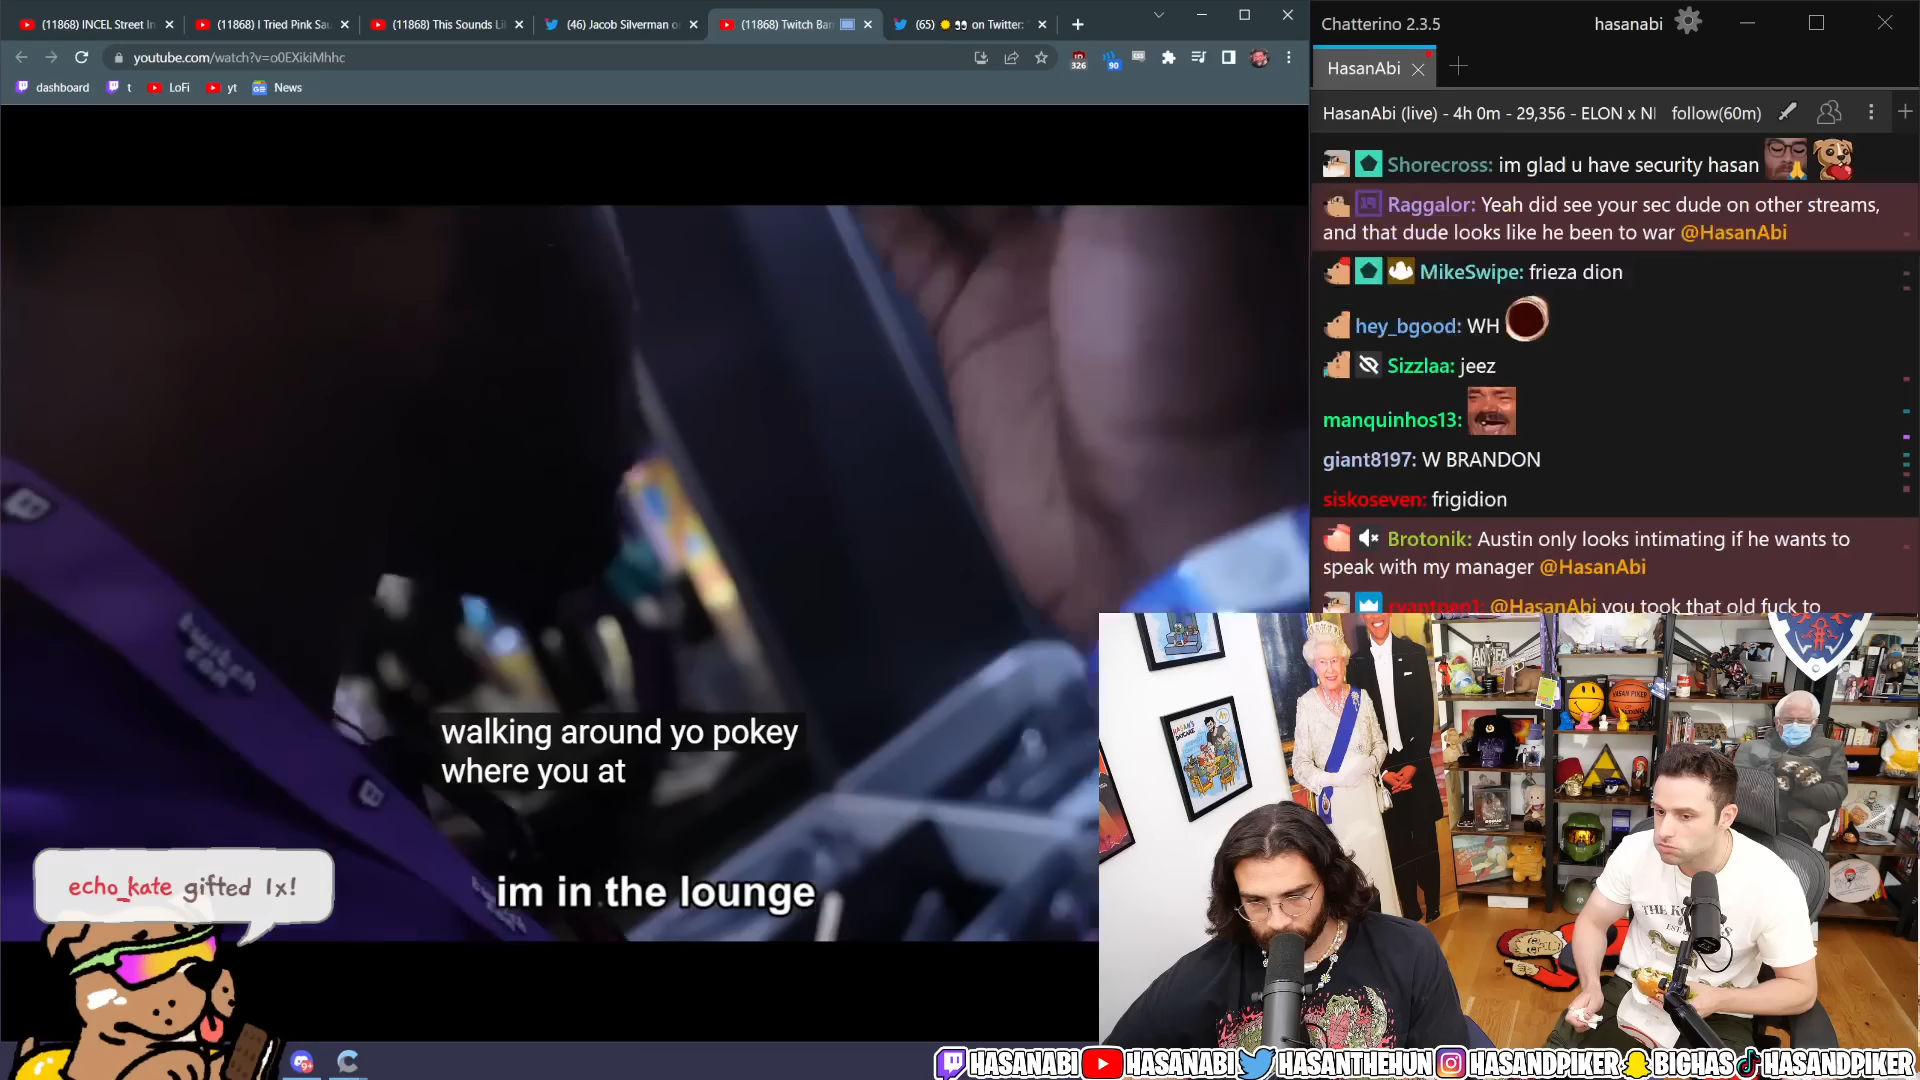 (11868) INCEL Street In
(11868) I Tried Pink Sau
(11868) This Sounds Li
(46) Jacob Silverman o
(11868) Twitch Ban
(65) 👀 on Twitter:
youtube.com/watch?v=o0EXikiMhhc
326
90
dashboard
t
LoFi
yt
News
twitch
con
walking around yo pokey
where you at
im in the lounge
echo_kate gifted 1x!
Chatterino 2.3.5
hasanabi
HasanAbi
HasanAbi (live) - 4h 0m - 29,356 - ELON x NI
follow(60m)
Shorecross: im glad u have security hasan
Raggalor: Yeah did see your sec dude on other streams,
and that dude looks like he been to war @HasanAbi
MikeSwipe: frieza dion
hey_bgood: WH
Sizzlaa: jeez
manquinhos13:
giant8197: W BRANDON
siskoseven: frigidion
Brotonik: Austin only looks intimating if he wants to
speak with my manager @HasanAbi
ryantpen1: @HasanAbi you took that old fuck to
HASANABI
HASANABI
HASANTHEHUN
HASANDPIKER
BIGHAS
HASANDPIKER